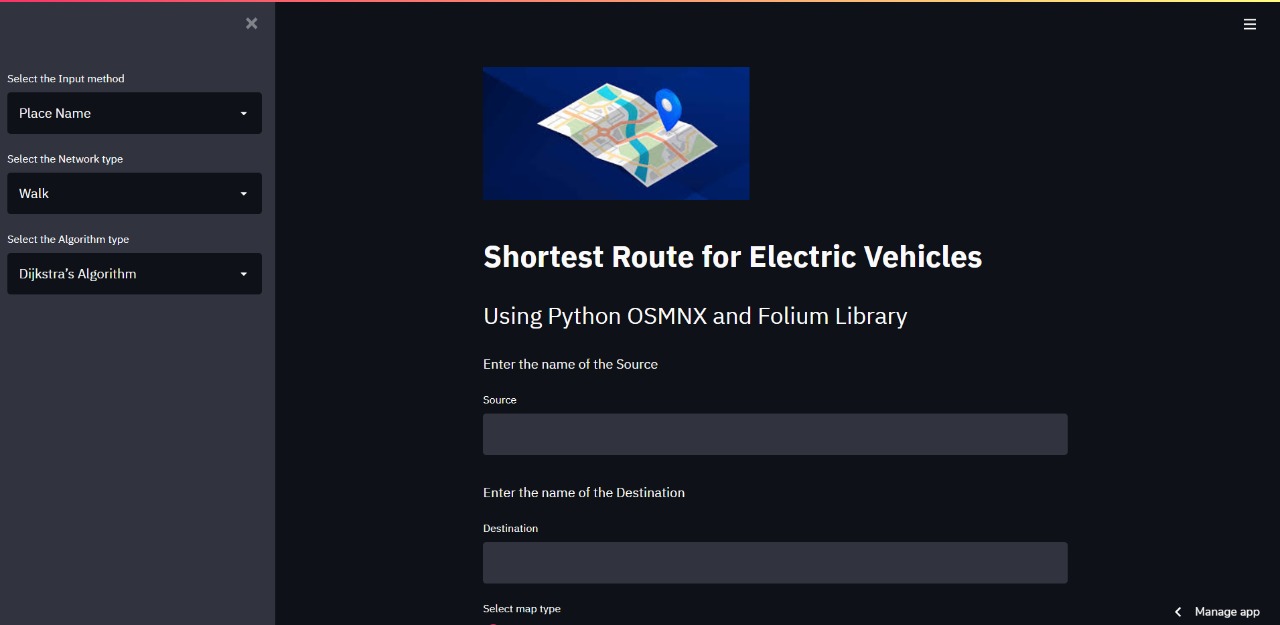 Select the Input method
Place Name
Select the Network type
Walk
Select the Algorithm type
Dijkstra's Algorithm
Shortest Route for Electric Vehicles
Using Python OSMNX and Folium Library
Enter the name of the Source
Source
Enter the name of the Destination
Destination
Select map type
Manage app